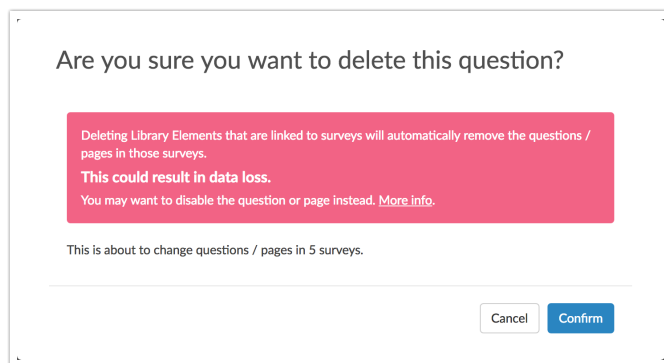 Are you sure you want to delete this question?
Deleting Library Elements that are linked to surveys will automatically remove the questions /
pages in those surveys.
This could result in data loss.
You may want to disable the question or page instead. More info.
This is about to change questions / pages in 5 surveys.
Cancel Confirm